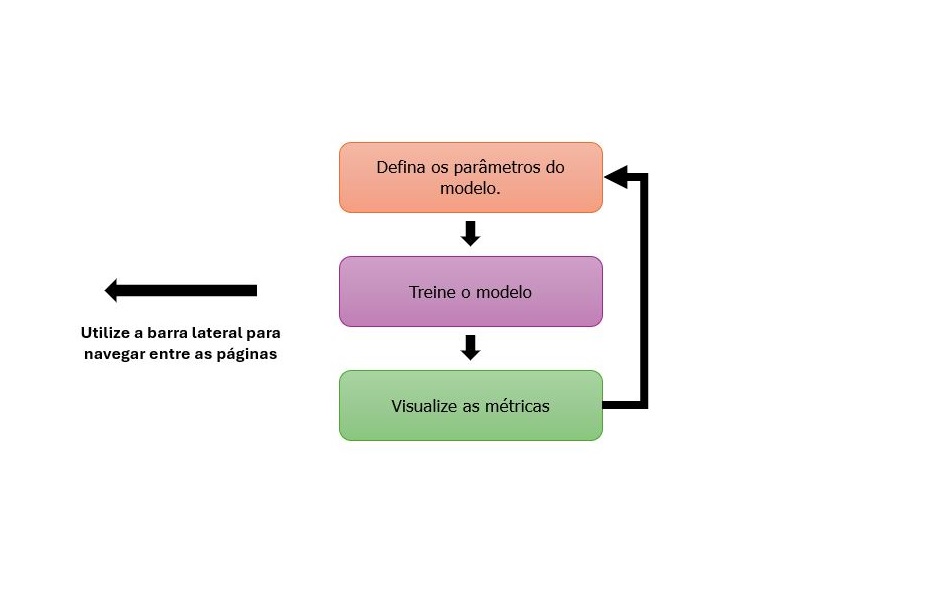 Defina os parâmetros do
modelo.
Treine o modelo
Utilize a barra lateral para
navegar entre as páginas
Visualize as métricas